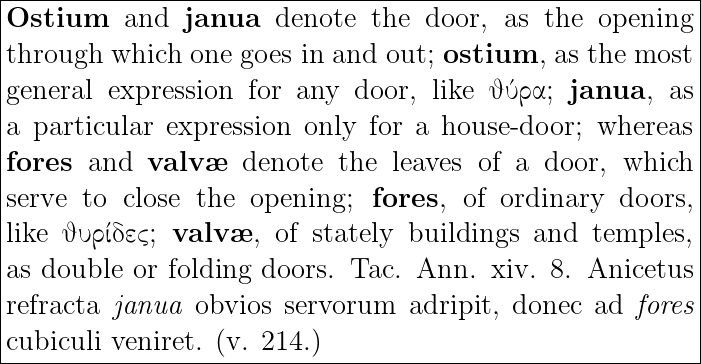 Ostium and janua denote the door, as the opening
through which one goes in and out; ostium, as the most
general expression for any door, like ϑύρα; janua, as
a particular expression only for a house-door; whereas
fores and valvæ denote the leaves of a door, which
serve to close the opening; fores, of ordinary doors,
like ϑυρίδες; valvæ, of stately buildings and temples,
as double or folding doors. Tac. Ann. xiv. 8. Anicetus
refracta janua obvios servorum adripit, donec ad fores
cubiculi veniret. (v. 214.)